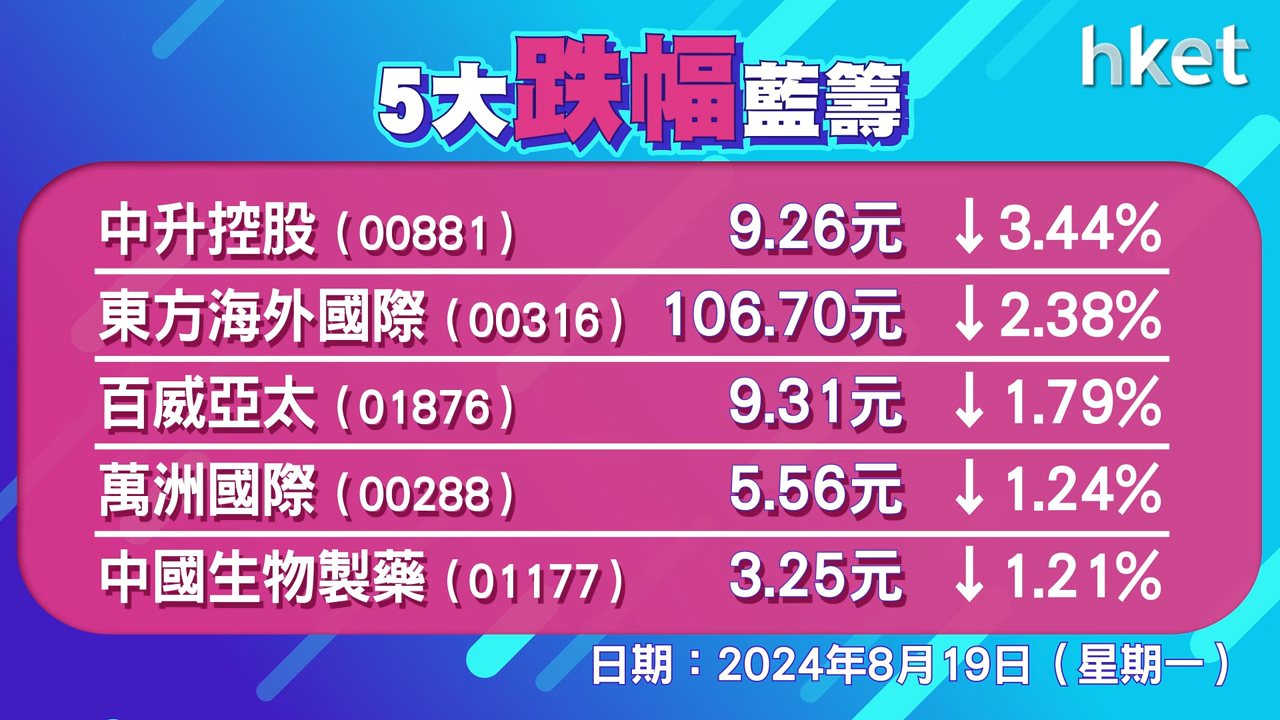 hket
5大跌幅藍籌
中升控股（00881） 9.26元 ↓3.44%
東方海外國際（00316） 106.70元 ↓2.38%
百威亞太（01876） 9.31元 ↓1.79%
萬洲國際（00288） 5.56元 ↓1.24%
中國生物製藥（01177） 3.25元 ↓1.21%
日期：2024年8月19日（星期一）